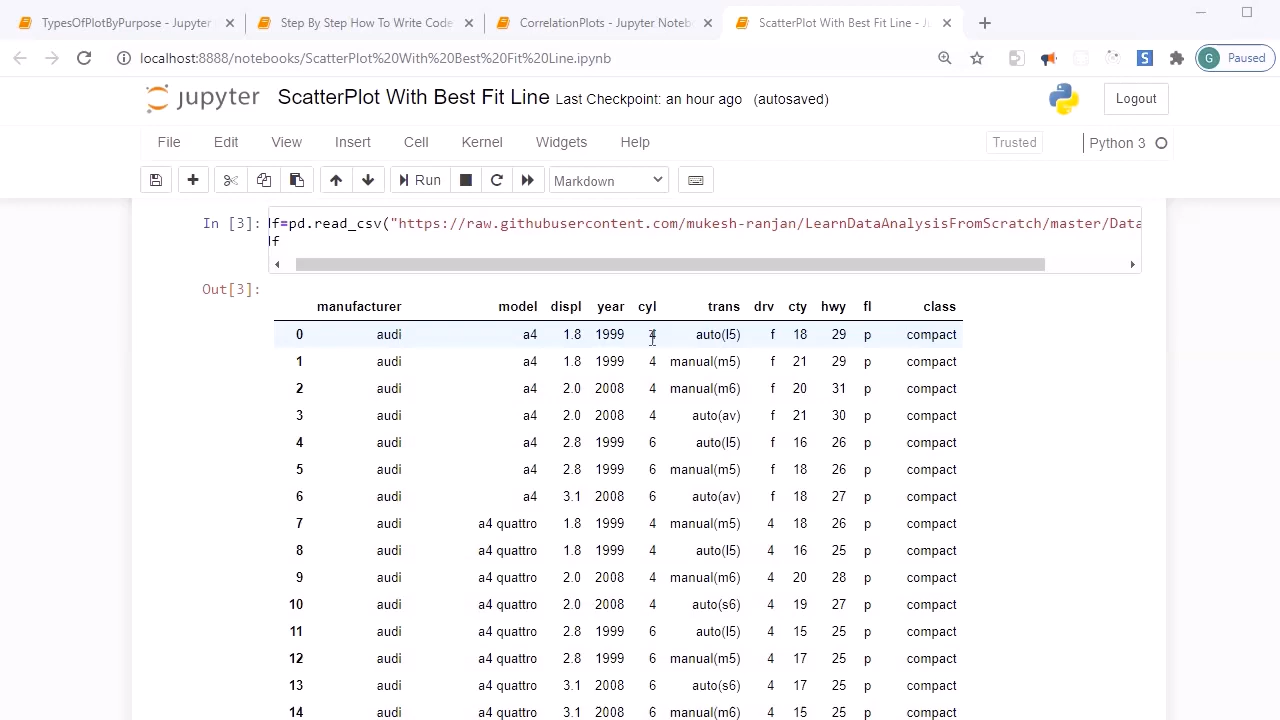 TypesOfPlotByPurpose - Jupyter
Step By Step How To Write Code
CorrelationPlots - Jupyter Noteb
ScatterPlot With Best Fit Line - Ju
localhost:8888/notebooks/ScatterPlot%20With%20Best%20Fit%20Line.ipynb
S
G Paused
jupyter ScatterPlot With Best Fit Line Last Checkpoint: an hour ago (autosaved)
Logout
File Edit View Insert Cell Kernel Widgets Help
Trusted
Python 3
Run
Markdown
In [3]: df=pd.read_csv("https://raw.githubusercontent.com/mukesh-ranjan/LearnDataAnalysisFromScratch/master/Data
df
Out[3]:
manufacturer model displ year cyl trans drv cty hwy fl class
0 audi a4 1.8 1999 4 auto(l5) f 18 29 p compact
1 audi a4 1.8 1999 4 manual(m5) f 21 29 p compact
2 audi a4 2.0 2008 4 manual(m6) f 20 31 p compact
3 audi a4 2.0 2008 4 auto(av) f 21 30 p compact
4 audi a4 2.8 1999 6 auto(l5) f 16 26 p compact
5 audi a4 2.8 1999 6 manual(m5) f 18 26 p compact
6 audi a4 3.1 2008 6 auto(av) f 18 27 p compact
7 audi a4 quattro 1.8 1999 4 manual(m5) 4 18 26 p compact
8 audi a4 quattro 1.8 1999 4 auto(l5) 4 16 25 p compact
9 audi a4 quattro 2.0 2008 4 manual(m6) 4 20 28 p compact
10 audi a4 quattro 2.0 2008 4 auto(s6) 4 19 27 p compact
11 audi a4 quattro 2.8 1999 6 auto(l5) 4 15 25 p compact
12 audi a4 quattro 2.8 1999 6 manual(m5) 4 17 25 p compact
13 audi a4 quattro 3.1 2008 6 auto(s6) 4 17 25 p compact
14 audi a4 quattro 3.1 2008 6 manual(m6) 4 15 25 p compact